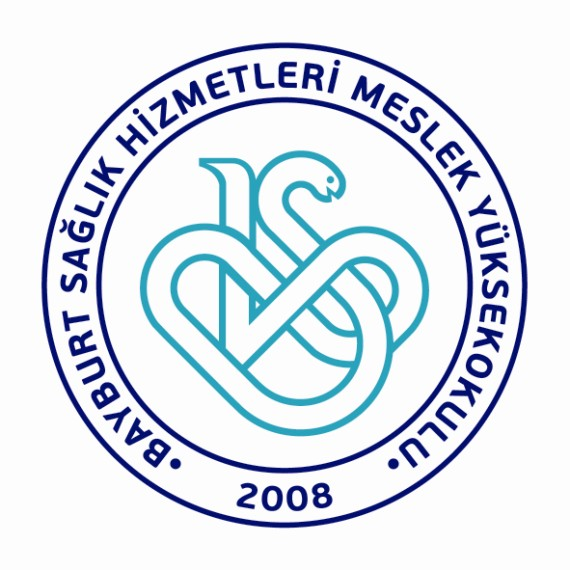 •BAYBURT SAĞLIK HİZMETLERİ MESLEK YÜKSEKOKULU•
2008